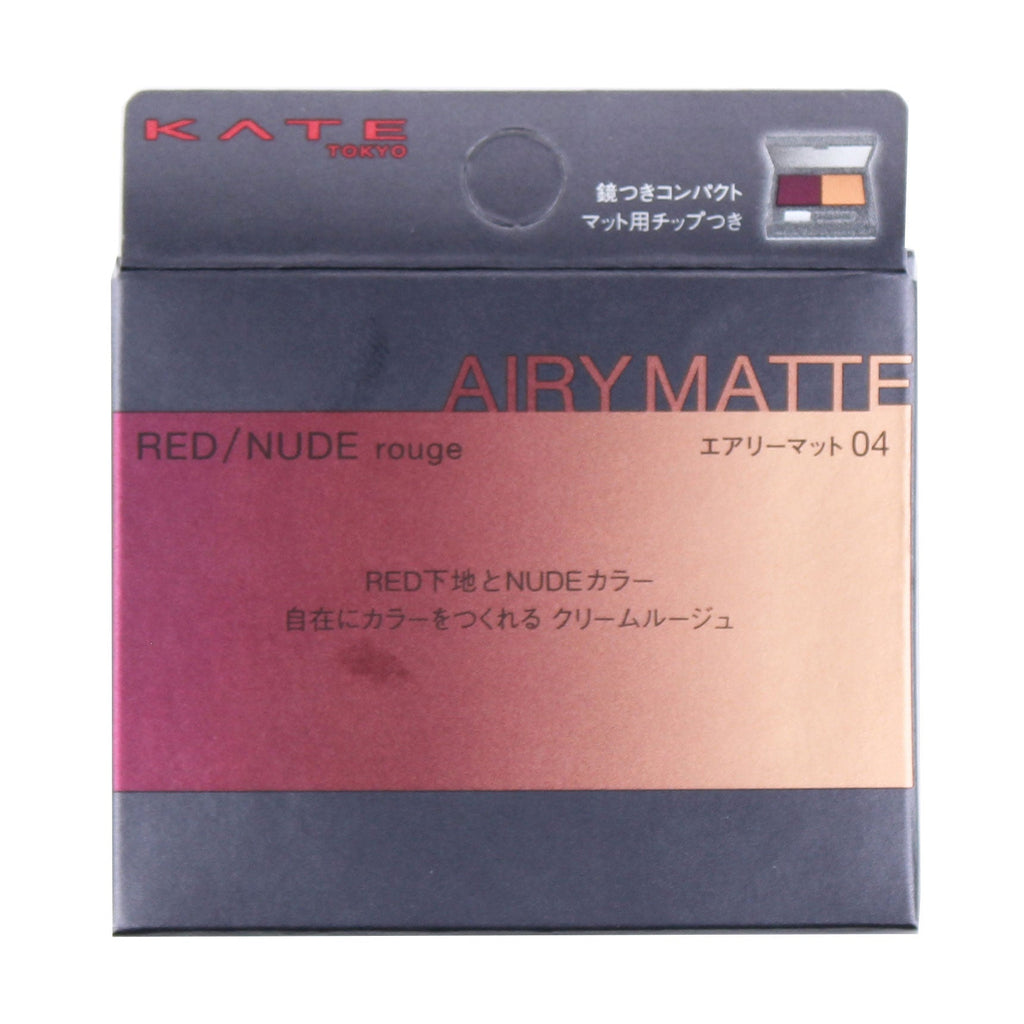 KATE
TOKYO
鏡つきコンパクト
マット用チップつき
AIRY MATTE
RED/NUDE rouge
エアリーマット 04
RED下地とNUDEカラー
自在にカラーをつくれる クリームルージュ